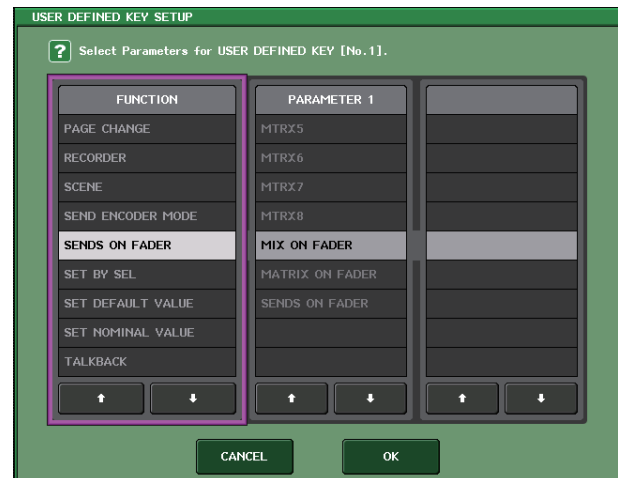 USER DEFINED KEY SETUP
? Select Parameters for USER DEFINED KEY [No.1].
FUNCTION
PAGE CHANGE
RECORDER
SCENE
SEND ENCODER MODE
SENDS ON FADER
SET BY SEL
SET DEFAULT VALUE
SET NOMINAL VALUE
TALKBACK
PARAMETER 1
MTRX5
MTRX6
MTRX7
MTRX8
MIX ON FADER
MATRIX ON FADER
SENDS ON FADER
CANCEL
OK